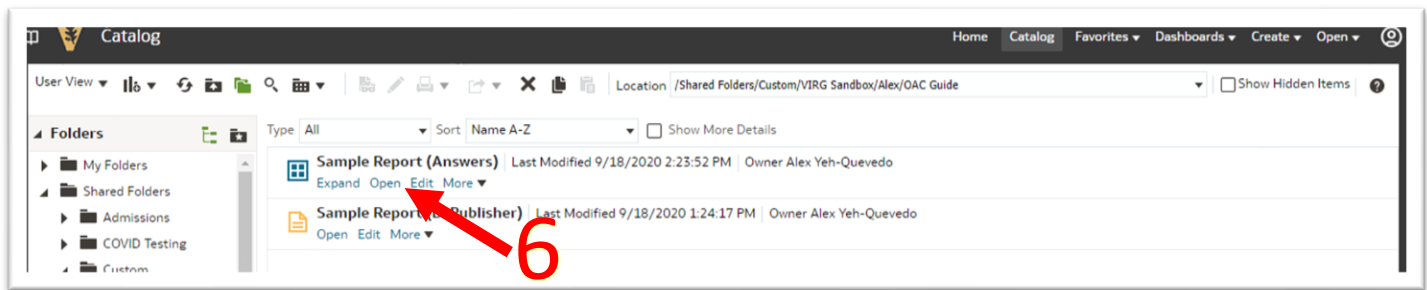 Catalog
Home Catalog Favorites Dashboards Create Open
User View Location /Shared Folders/Custom/VIRG Sandbox/Alex/OAC Guide Show Hidden Items
Folders
Type All Sort Name A-Z Show More Details
My Folders
Shared Folders
Admissions
COVID Testing
Custom
Sample Report (Answers) Last Modified 9/18/2020 2:23:52 PM Owner Alex Yeh-Quevedo
Expand Open Edit More
Sample Report Publisher) Last Modified 9/18/2020 1:24:17 PM Owner Alex Yeh-Quevedo
Open Edit More
6